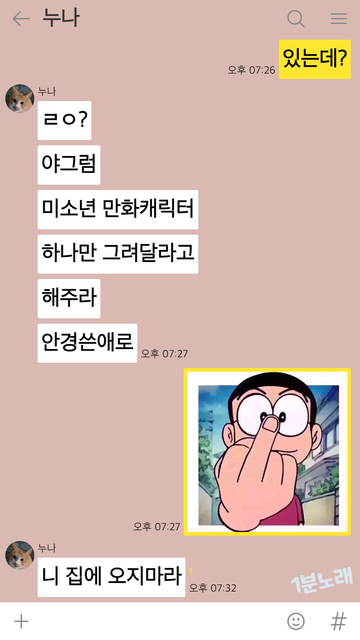 누나
있는데?
오후 07:26
누나
ㄹㅇ?
야그럼
미소년 만화캐릭터
하나만 그려달라고
해주라
안경쓴애로
오후 07:27
오후 07:27
누나
니 집에 오지마라
오후 07:32
1분노래